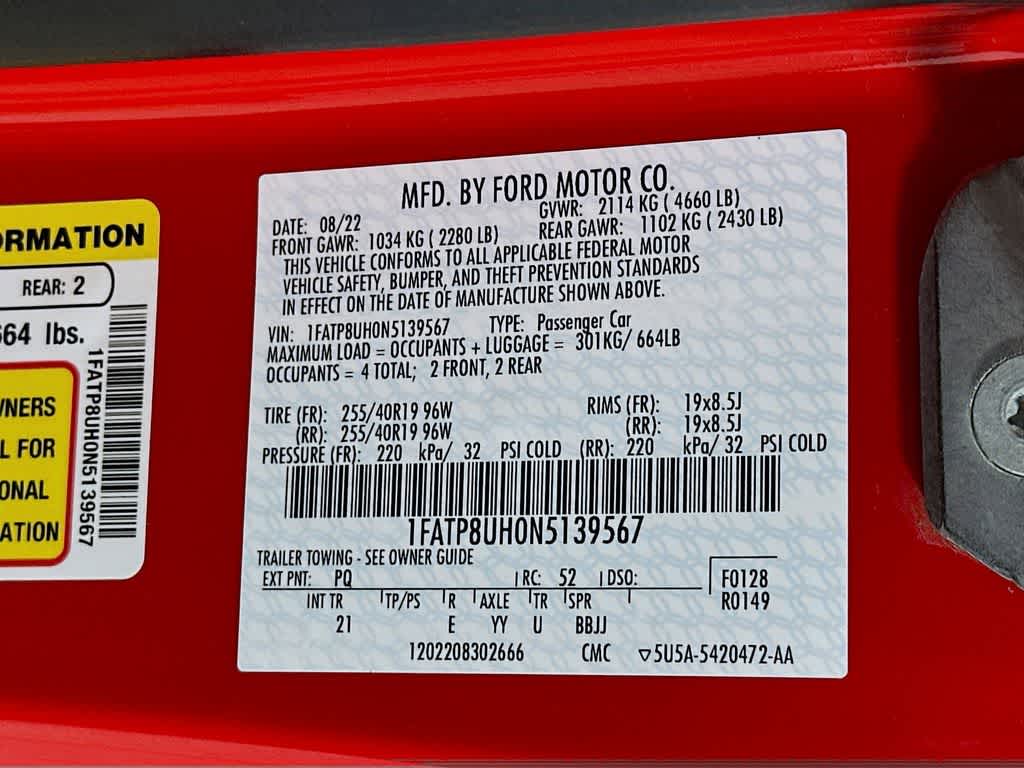 MFD. BY FORD MOTOR CO.
DATE: 08/22 GVWR: 2114 KG ( 4660 LB)
FRONT GAWR: 1034 KG ( 2280 LB) REAR GAWR: 1102 KG ( 2430 LB)
THIS VEHICLE CONFORMS TO ALL APPLICABLE FEDERAL MOTOR
VEHICLE SAFETY, BUMPER, AND THEFT PREVENTION STANDARDS
IN EFFECT ON THE DATE OF MANUFACTURE SHOWN ABOVE.
VIN: 1FATP8UH0N5139567 TYPE: Passenger Car
MAXIMUM LOAD = OCCUPANTS + LUGGAGE = 301KG/ 664LB
OCCUPANTS = 4 TOTAL; 2 FRONT, 2 REAR
TIRE (FR): 255/40R19 96W RIMS (FR): 19x8.5J
(RR): 255/40R19 96W (RR): 19x8.5J
PRESSURE (FR): 220 kPa/ 32 PSI COLD (RR): 220 kPa/ 32 PSI COLD
1FATP8UH0N5139567
TRAILER TOWING - SEE OWNER GUIDE
EXT PNT: PQ RC: 52 DSO: F0128
INT TR TP/PS R AXLE TR SPR R0149
21 E YY U BBJJ
1202208302666 CMC ▽5U5A-5420472-AA
ORMATION
REAR: 2
664 lbs.
WNERS
L FOR
ONAL
ATION
1FATP8UH0N5139567